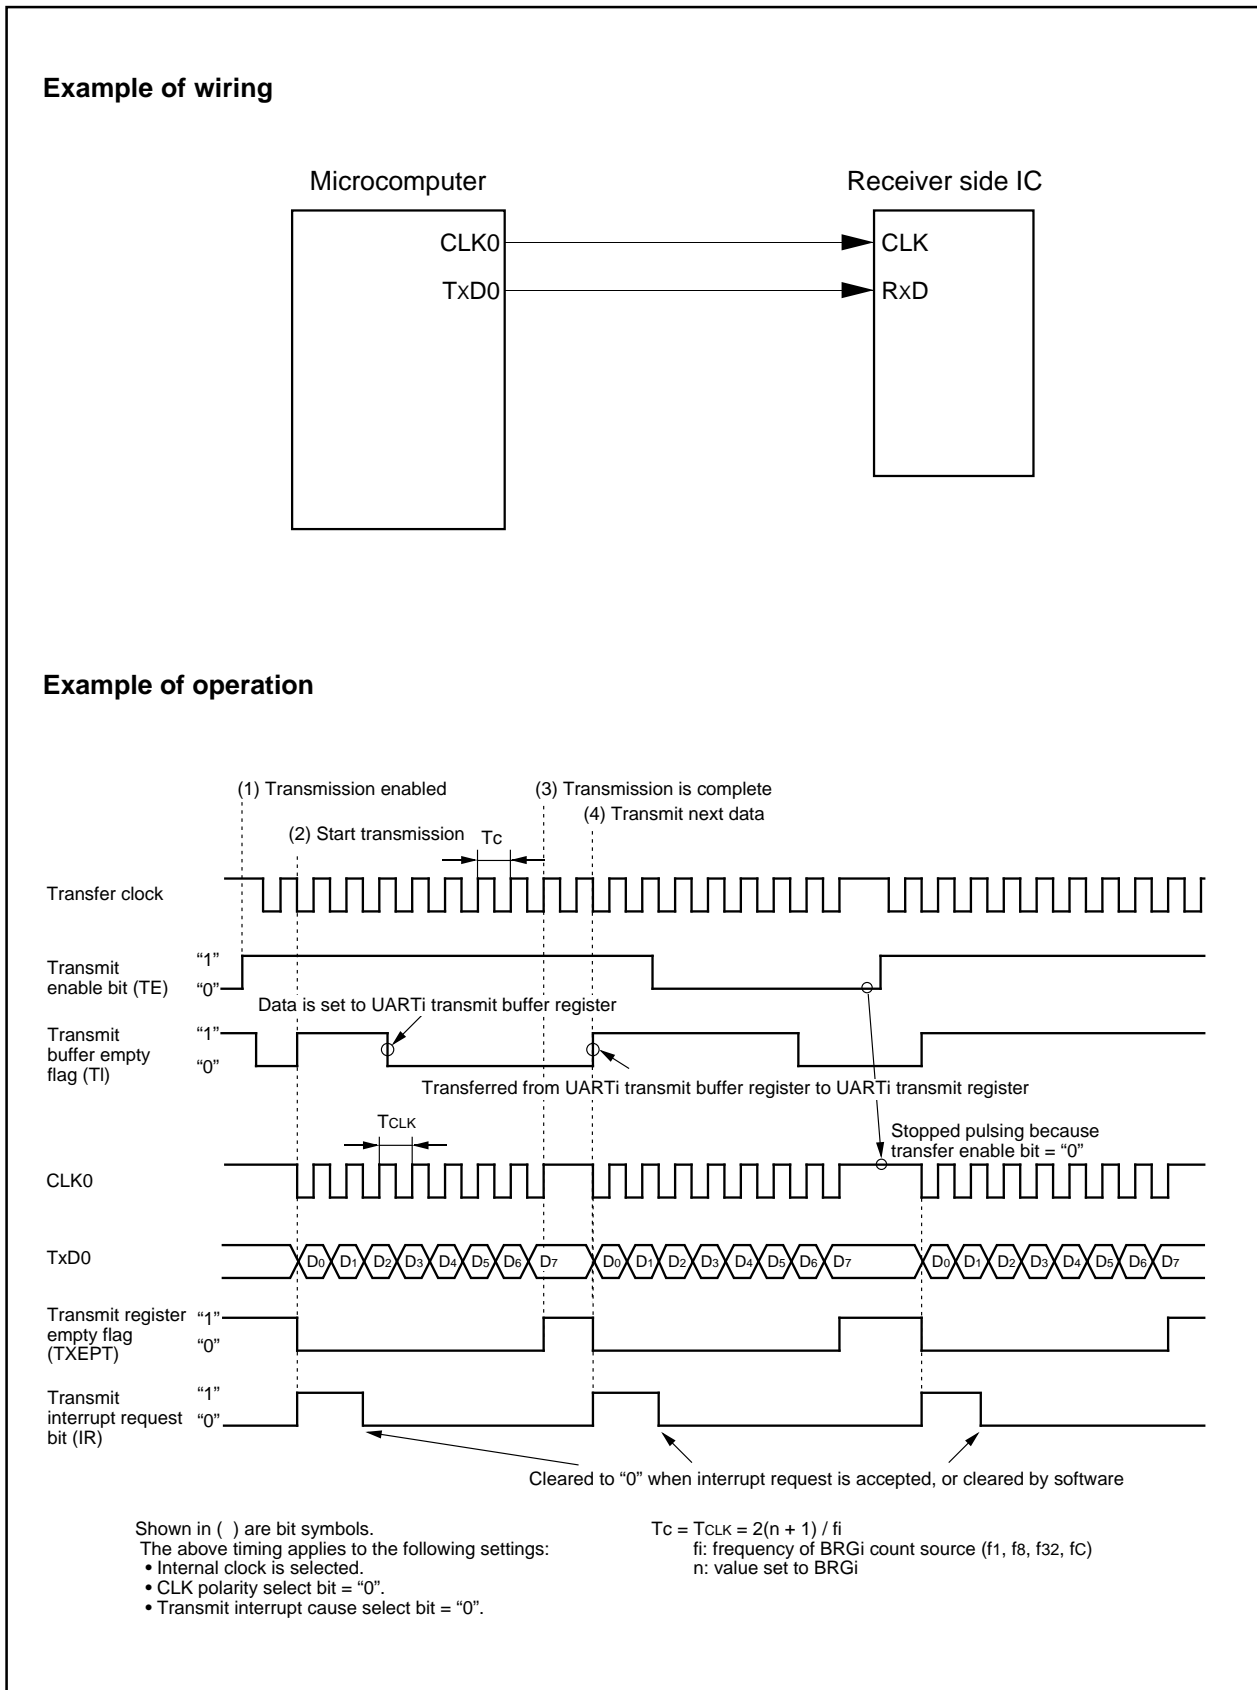 Example of wiring
Microcomputer
Receiver side IC
CLK0
CLK
TxD0
RxD
Example of operation
(1) Transmission enabled
(3) Transmission is complete
(4) Transmit next data
(2) Start transmission
Tc
Transfer clock
Transmit
enable bit (TE)
“1”
“0”
Data is set to UARTi transmit buffer register
Transmit
buffer empty
flag (Tl)
“1”
“0”
Transferred from UARTi transmit buffer register to UARTi transmit register
TCLK
Stopped pulsing because
transfer enable bit = “0”
CLK0
TxD0
D0 D1 D2 D3 D4 D5 D6 D7 D0 D1 D2 D3 D4 D5 D6 D7 D0 D1 D2 D3 D4 D5 D6 D7
Transmit register
empty flag
(TXEPT)
“1”
“0”
Transmit
interrupt request
bit (IR)
“1”
“0”
Cleared to “0” when interrupt request is accepted, or cleared by software
Shown in ( ) are bit symbols.
The above timing applies to the following settings:
• Internal clock is selected.
• CLK polarity select bit = “0”.
• Transmit interrupt cause select bit = “0”.
Tc = TCLK = 2(n + 1) / fi
fi: frequency of BRGi count source (f1, f8, f32, fC)
n: value set to BRGi